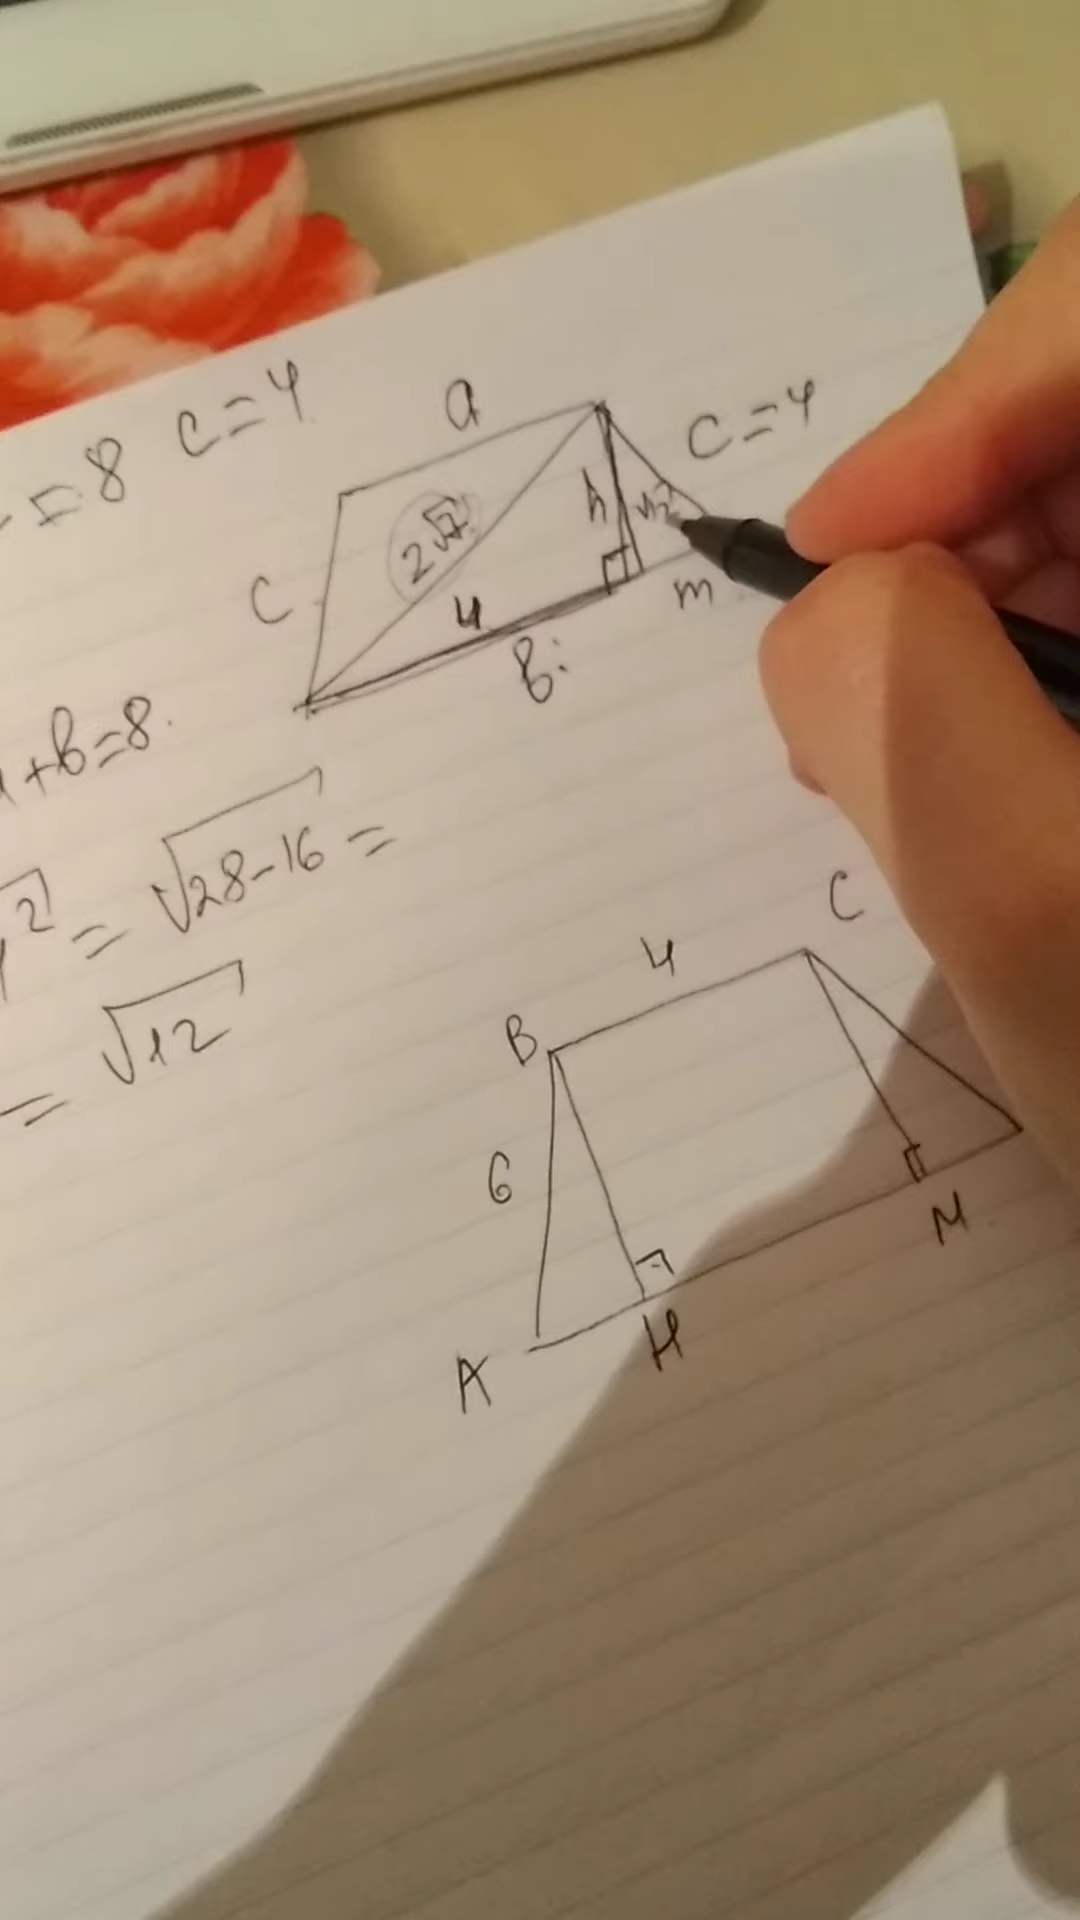 = 8 c = 4
a
c = 4
2√7
h
√12
c
4
m
b
a + b = 8
² = √28-16 =
= √12
4
C
B
6
M
H
A